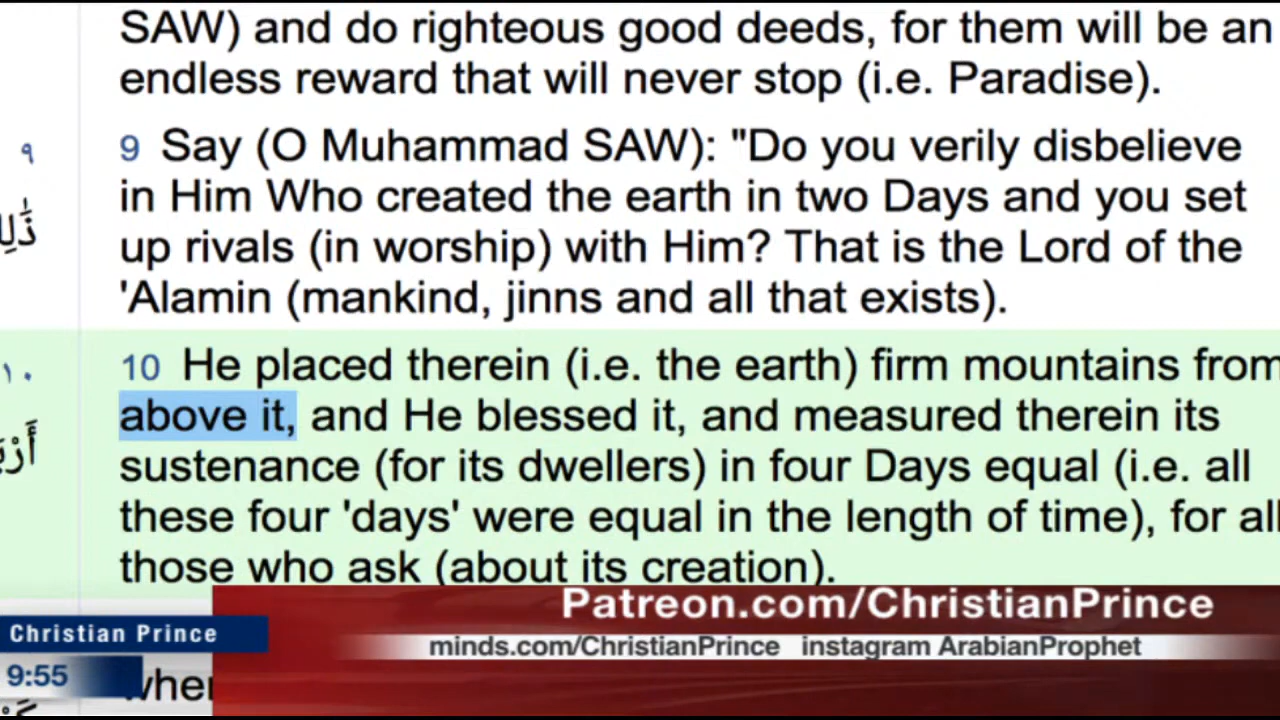 SAW) and do righteous good deeds, for them will be an
endless reward that will never stop (i.e. Paradise).
٩
9 Say (O Muhammad SAW): "Do you verily disbelieve
in Him Who created the earth in two Days and you set
up rivals (in worship) with Him? That is the Lord of the
'Alamin (mankind, jinns and all that exists).
١٠
10 He placed therein (i.e. the earth) firm mountains from
above it, and He blessed it, and measured therein its
sustenance (for its dwellers) in four Days equal (i.e. all
these four 'days' were equal in the length of time), for all
those who ask (about its creation).
Patreon.com/ChristianPrince
Christian Prince
minds.com/ChristianPrince instagram ArabianProphet
9:55